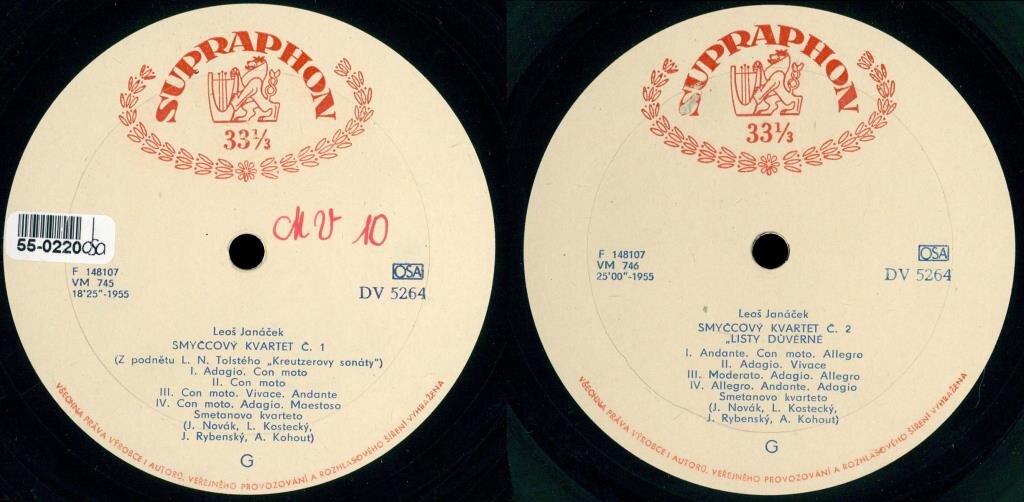 SUPRAPHON
33⅓
55-0220
MV 10
F 148107
VM 745
18'25"-1955
OSA
DV 5264
Leoš Janáček
SMYČCOVÝ KVARTET Č. 1
(Z podnětu L. N. Tolstého „Kreutzerovy sonáty")
I. Adagio. Con moto
II. Con moto
III. Con moto. Vivace. Andante
IV. Con moto. Adagio. Maestoso
Smetanovo kvarteto
(J. Novák, L. Kostecký,
J. Rybenský, A. Kohout)
G
VŠECHNA PRÁVA VÝROBCE I AUTORŮ, VEŘEJNÉHO PROVOZOVÁNÍ A ROZHLASOVÉHO ŠÍŘENÍ VYHRAŽENA
SUPRAPHON
33⅓
F 148107
VM 746
25'00"-1955
OSA
DV 5264
Leoš Janáček
SMYČCOVÝ KVARTET Č. 2
„LISTY DŮVĚRNÉ
I. Andante. Con moto. Allegro
II. Adagio. Vivace
III. Moderato. Adagio. Allegro
IV. Allegro. Andante. Adagio
Smetanovo kvarteto
(J. Novák, L. Kostecký,
J. Rybenský, A. Kohout)
G
VŠECHNA PRÁVA VÝROBCE I AUTORŮ, VEŘEJNÉHO PROVOZOVÁNÍ A ROZHLASOVÉHO ŠÍŘENÍ VYHRAŽENA